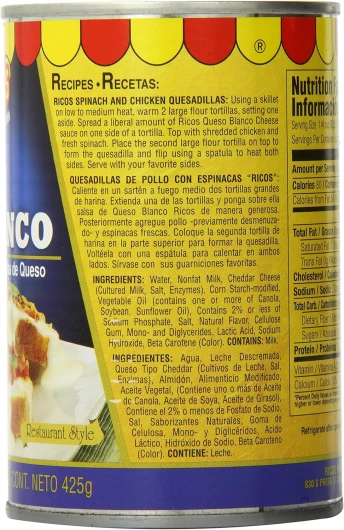 ®
RECIPES • RECETAS:
RICOS SPINACH AND CHICKEN QUESADILLAS: Using a skillet
on low to medium heat, warm 2 large flour tortillas, setting one
aside. Spread a liberal amount of Ricos Queso Blanco Cheese
sauce on one side of a tortilla. Top with shredded chicken and
fresh spinach. Place the second large flour tortilla on top to
form the quesadilla and flip using a spatula to heat both
sides. Serve with your favorite sides.
QUESADILLAS DE POLLO CON ESPINACAS "RICOS":
Caliente en un sartén a fuego medio dos tortillas grandes
de harina. Extienda una de las tortillas y ponga sobre ella
salsa de Queso Blanco Ricos de manera generosa.
Posteriormente agregue pollo -previamente desmenuza-
do- y espinacas frescas. Coloque la segunda tortilla de
harina en la parte superior para formar la quesadilla.
Voltéela con una espátula para calentar en ambos
lados. Sírvase con sus guarniciones favoritas.
INGREDIENTS: Water, Nonfat Milk, Cheddar Cheese
(Cultured Milk, Salt, Enzymes), Corn Starch-modified,
Vegetable Oil (contains one or more of Canola,
Soybean, Sunflower Oil), Contains 2% or less of
Sodium Phosphate, Salt, Natural Flavor, Cellulose
Gum, Mono- and Diglycerides, Lactic Acid, Sodium
Hydroxide, Beta Carotene (Color). CONTAINS: Milk.
INGREDIENTES: Agua, Leche Descremada,
Queso Tipo Cheddar (Cultivos de Leche, Sal,
Enzimas), Almidón, Alimenticio Modificado,
Aceite Vegetal, (Contiene uno o más de Aceite
de Canola, Aceite de Soya, Aceite de Girasol),
Contiene el 2% o menos de Fosfato de Sodio,
Sal, Saborizantes Naturales, Goma de
Celulosa, Mono- y Diglicéridos, Acido
Láctico, Hidróxido de Sodio, Beta Caroteno
(Color). CONTIENE: Leche.
NCO
sa de Queso
Restaurant Style
CONT. NETO 425g
Nutrition
Informació
Serving Size
Servings Per
Amount per Serving
Calories 80
Calories from
Total Fat
Saturated
Trans Fat
Cholesterol
Sodium
Total Carb.
Dietary
Sugars
Protein
Vitamin
Calcium
Refrigerate after